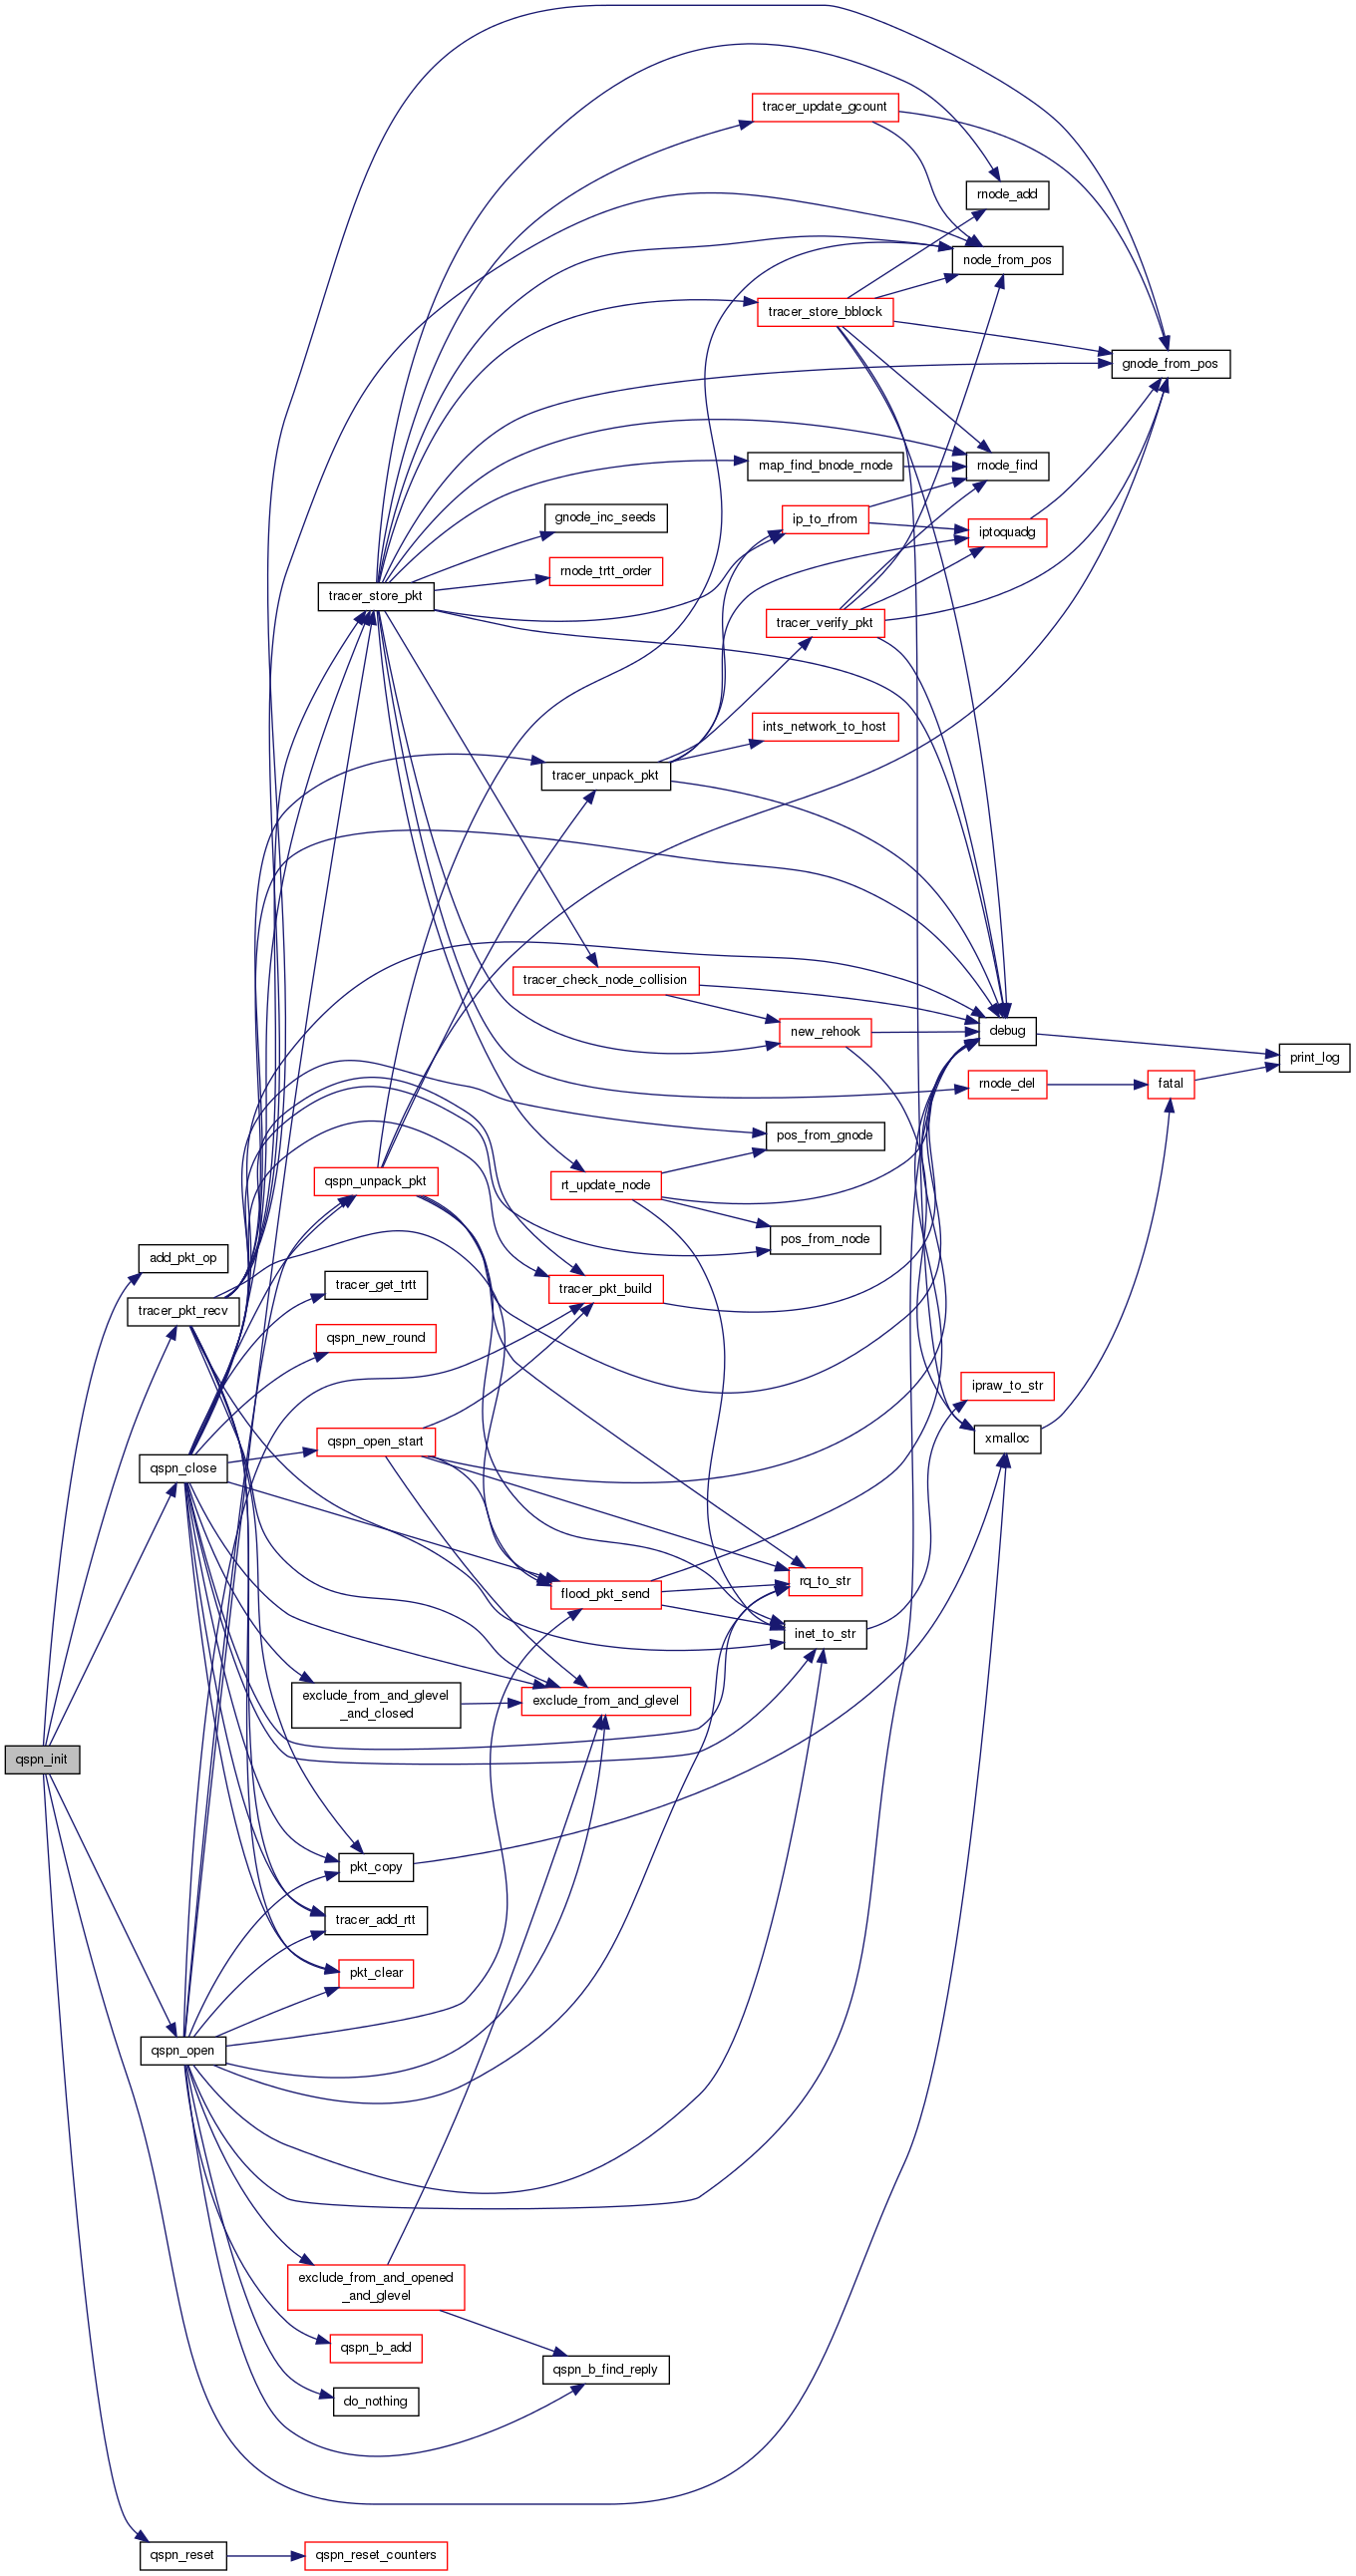 tracer_update_gcount
rnode_add
node_from_pos
tracer_store_bblock
gnode_from_pos
map_find_bnode_rnode
rnode_find
gnode_inc_seeds
ip_to_rfrom
iptoquadg
rnode_trtt_order
tracer_store_pkt
tracer_verify_pkt
ints_network_to_host
tracer_unpack_pkt
tracer_check_node_collision
new_rehook
debug
print_log
rnode_del
fatal
pos_from_gnode
qspn_unpack_pkt
rt_update_node
pos_from_node
add_pkt_op
tracer_get_trtt
tracer_pkt_build
tracer_pkt_recv
qspn_new_round
ipraw_to_str
qspn_open_start
xmalloc
qspn_close
rq_to_str
flood_pkt_send
inet_to_str
exclude_from_and_glevel
_and_closed
exclude_from_and_glevel
qspn_init
pkt_copy
tracer_add_rtt
pkt_clear
qspn_open
exclude_from_and_opened
_and_glevel
qspn_b_add
qspn_b_find_reply
do_nothing
qspn_reset
qspn_reset_counters